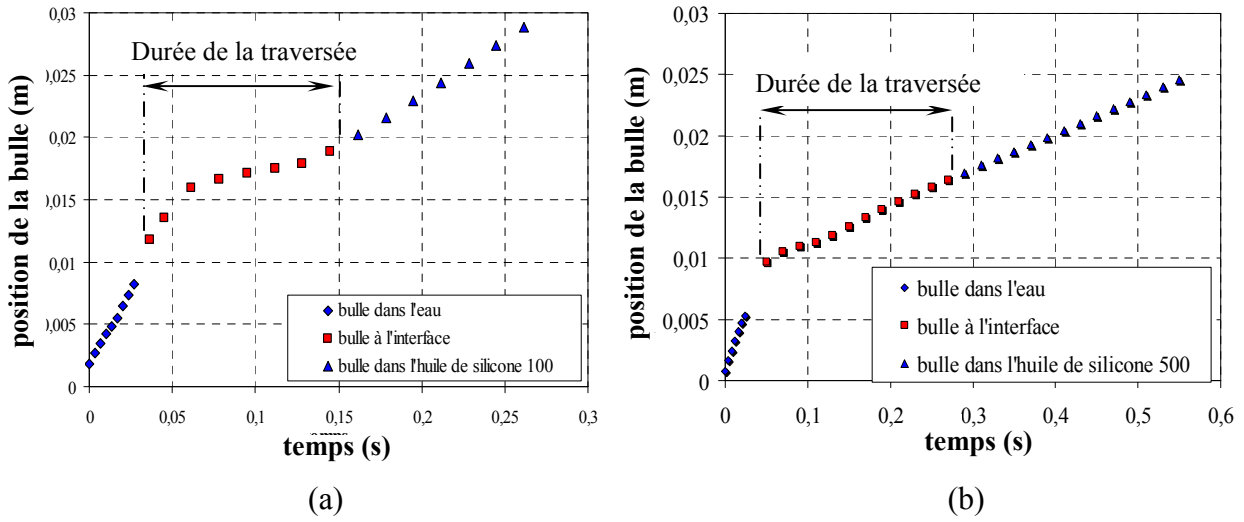 0,03
0,025
0,02
0,015
0,01
0,005
0
position de la bulle (m)
Durée de la traversée
bulle dans l'eau
bulle à l'interface
bulle dans l'huile de silicone 100
0 0,05 0,1 0,15 0,2 0,25 0,3
temps (s)
(a)
0,03
0,025
0,02
0,015
0,01
0,005
0
position de la bulle (m)
Durée de la traversée
bulle dans l'eau
bulle à l'interface
bulle dans l'huile de silicone 500
0 0,1 0,2 0,3 0,4 0,5 0,6
temps (s)
(b)